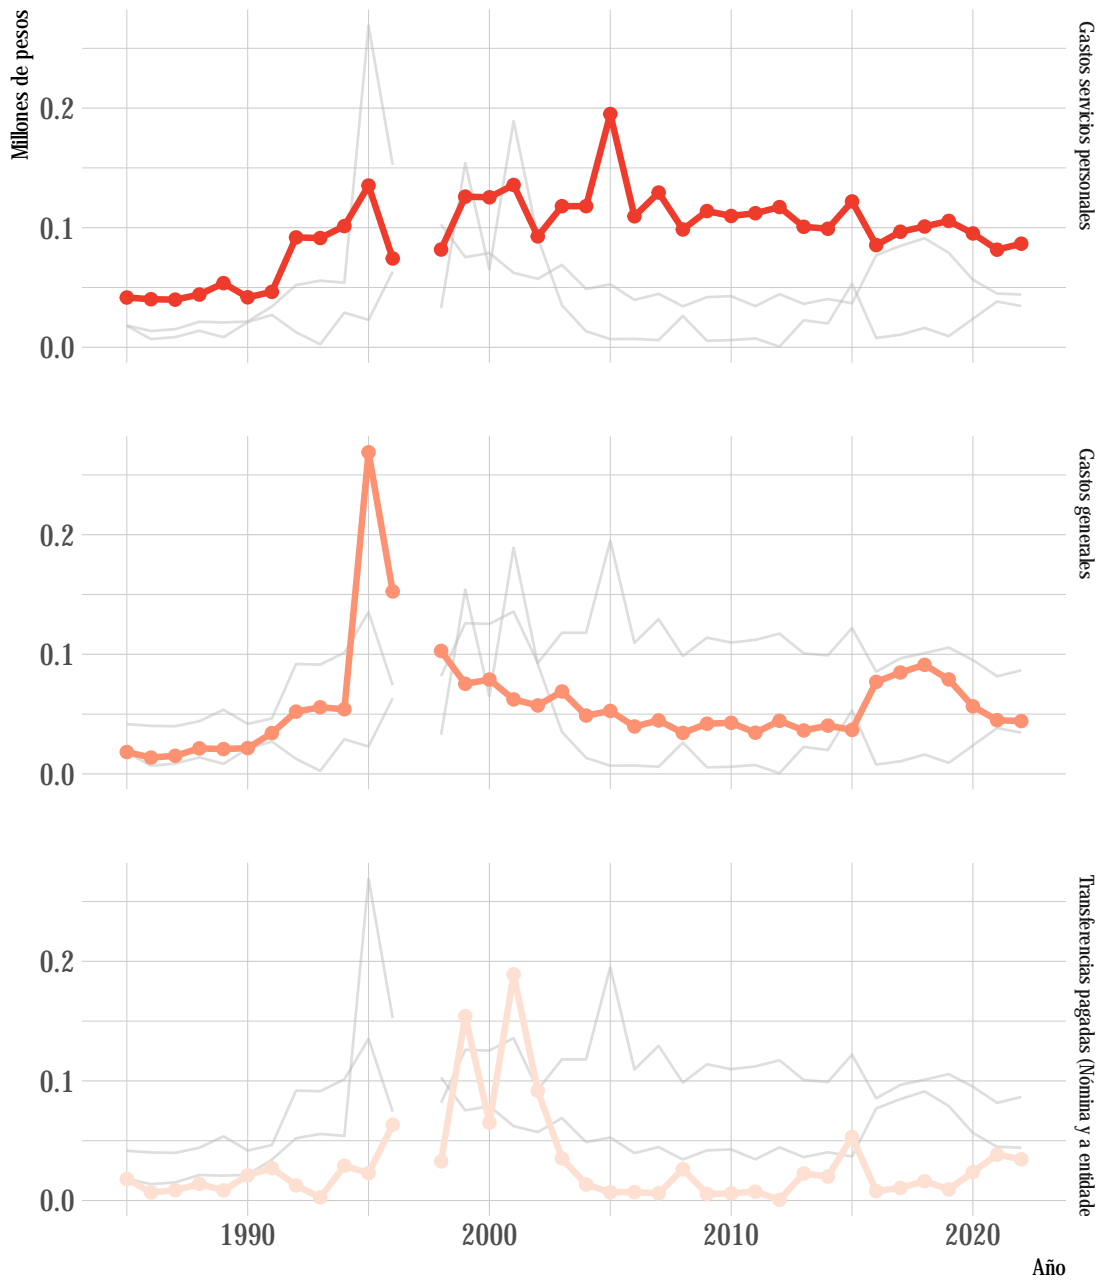 Millones de pesos
0.2
0.1
0.0
Gastos servicios personales
0.2
0.1
0.0
Gastos generales
0.2
0.1
0.0
Transferencias pagadas (Nómina y a entidade
1990 2000 2010 2020
Año